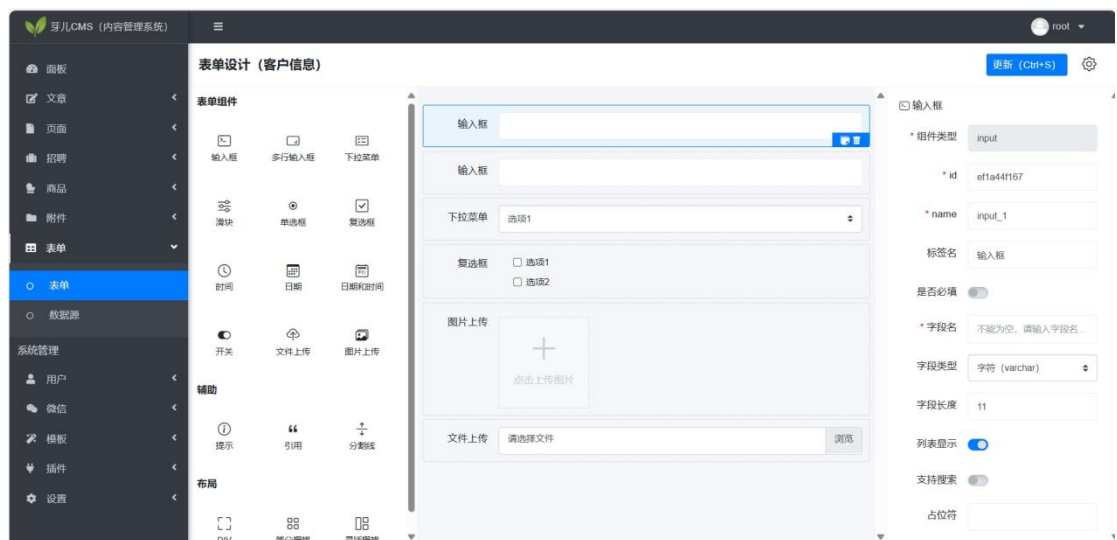 芽儿CMS（内容管理系统）
root
面板
文章
页面
招聘
商品
附件
表单
表单
数据源
系统管理
用户
微信
模板
插件
设置
表单设计（客户信息）
更新（Ctrl+S）
表单组件
输入框 多行输入框 下拉菜单
滑块 单选框 复选框
时间 日期 日期和时间
开关 文件上传 图片上传
辅助
提示 引用 分割线
布局
输入框
输入框
下拉菜单 选项1
复选框 选项1
选项2
图片上传
点击上传图片
文件上传 请选择文件 浏览
输入框
* 组件类型 input
* id ef1a44f167
* name input_1
标签名 输入框
是否必填
* 字段名 不能为空，请输入字段名...
字段类型 字符（varchar）
字段长度 11
列表显示
支持搜索
占位符